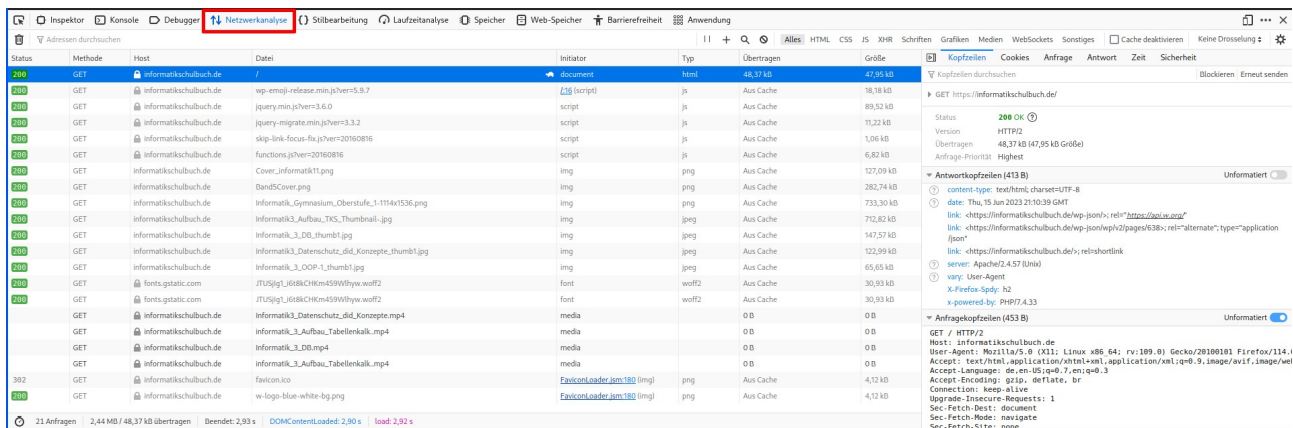 Inspektor Konsole Debugger Netzwerkanalyse Stilbearbeitung Laufzeitanalyse Speicher Web-Speicher Barrierefreiheit Anwendung
Adressen durchsuchen Alles HTML CSS JS XHR Schriften Grafiken Medien WebSockets Sonstiges Cache deaktivieren Keine Drosselung
Status Methode Host Datei Initiator Typ Übertragen Größe
200 GET informatikschulbuch.de / document html 48,37 kB 47,95 kB
200 GET informatikschulbuch.de wp-emoji-release.min.js?ver=5.9.7 /:16 (script) js Aus Cache 18,18 kB
200 GET informatikschulbuch.de jquery.min.js?ver=3.6.0 script js Aus Cache 89,52 kB
200 GET informatikschulbuch.de jquery-migrate.min.js?ver=3.3.2 script js Aus Cache 11,22 kB
200 GET informatikschulbuch.de skip-link-focus-fix.js?ver=20160816 script js Aus Cache 1,06 kB
200 GET informatikschulbuch.de functions.js?ver=20160816 script js Aus Cache 6,82 kB
200 GET informatikschulbuch.de Cover_informatik11.png img png Aus Cache 127,09 kB
200 GET informatikschulbuch.de Band5Cover.png img png Aus Cache 282,74 kB
200 GET informatikschulbuch.de Informatik_Gymnasium_Oberstufe_1-1114x1536.png img png Aus Cache 733,30 kB
200 GET informatikschulbuch.de Informatik3_Aufbau_TKS_Thumbnail-.jpg img jpeg Aus Cache 712,82 kB
200 GET informatikschulbuch.de Informatik_3_DB_thumb1.jpg img jpeg Aus Cache 147,57 kB
200 GET informatikschulbuch.de Informatik3_Datenschutz_did_Konzepte_thumb1.jpg img jpeg Aus Cache 122,99 kB
200 GET informatikschulbuch.de Informatik_3_OOP-1_thumb1.jpg img jpeg Aus Cache 65,65 kB
200 GET fonts.gstatic.com JTUSjIg1_i6t8kCHKm459Wlhyw.woff2 font woff2 Aus Cache 30,93 kB
200 GET fonts.gstatic.com JTUSjIg1_i6t8kCHKm459Wlhyw.woff2 font woff2 Aus Cache 30,93 kB
GET informatikschulbuch.de Informatik3_Datenschutz_did_Konzepte.mp4 media Aus Cache 0 B
GET informatikschulbuch.de informatik_3_Aufbau_Tabellenkalk..mp4 media Aus Cache 0 B
GET informatikschulbuch.de Informatik_3_DB.mp4 media Aus Cache 0 B
GET informatikschulbuch.de informatik_3_Aufbau_Tabellenkalk..mp4 media Aus Cache 0 B
302 GET informatikschulbuch.de favicon.ico FaviconLoader.jsm:180 (img) png Aus Cache 4,12 kB
200 GET informatikschulbuch.de w-logo-blue-white-bg.png FaviconLoader.jsm:180 (img) png Aus Cache 4,12 kB
21 Anfragen 2,44 MB / 48,37 kB übertragen Beendet: 2,93 s DOMContentLoaded: 2,90 s load: 2,92 s
Kopfzeilen Cookies Anfrage Antwort Zeit Sicherheit
Kopfzeilen durchsuchen Blockieren Erneut senden
GET https://informatikschulbuch.de/
Status 200 OK
Version HTTP/2
Übertragen 48,37 kB (47,95 kB Größe)
Anfrage-Priorität Highest
Antwortkopfzeilen (413 B) Unformatiert
content-type: text/html; charset=UTF-8
date: Thu, 15 Jun 2023 21:10:39 GMT
link: <https://informatikschulbuch.de/wp-json/>; rel="https://api.w.org/"
link: <https://informatikschulbuch.de/wp-json/wp/v2/pages/638>; rel="alternate"; type="application
/json"
link: <https://informatikschulbuch.de/>; rel=shortlink
server: Apache/2.4.57 (Unix)
vary: User-Agent
X-Firefox-Spdy: h2
x-powered-by: PHP/7.4.33
Anfragekopfzeilen (453 B) Unformatiert
GET / HTTP/2
Host: informatikschulbuch.de
User-Agent: Mozilla/5.0 (X11; Linux x86_64; rv:109.0) Gecko/20100101 Firefox/114.0
Accept: text/html,application/xhtml+xml,application/xml;q=0.9,image/avif,image/we
Accept-Language: de,en-US;q=0.7,en;q=0.3
Accept-Encoding: gzip, deflate, br
Connection: keep-alive
Upgrade-Insecure-Requests: 1
Sec-Fetch-Dest: document
Sec-Fetch-Mode: navigate
Sec-Fetch-Site: none